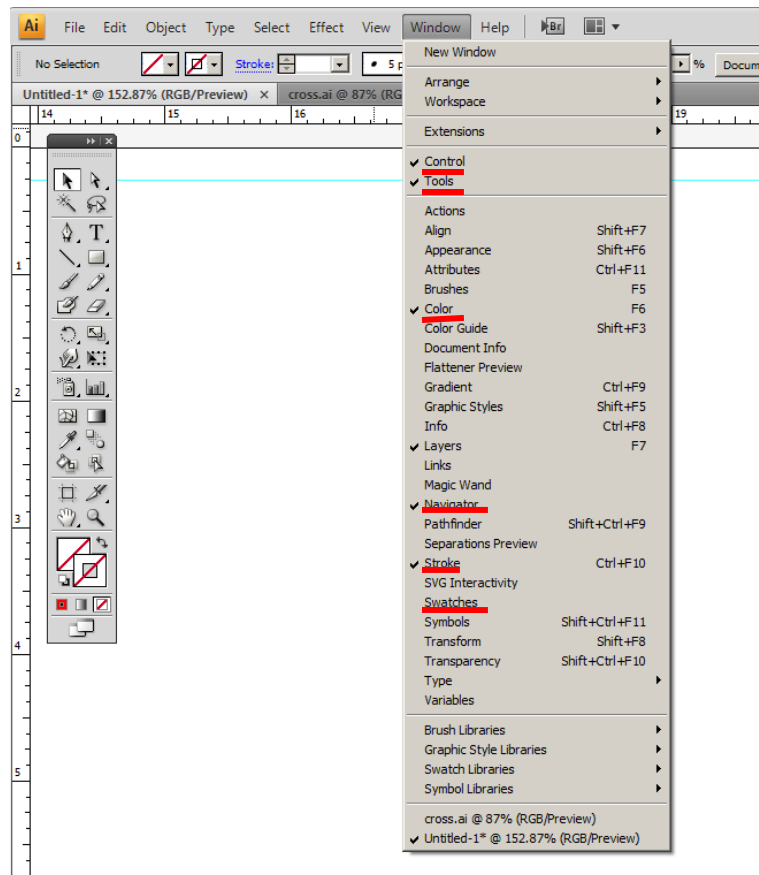 Ai File Edit Object Type Select Effect View Window Help Br
No Selection Stroke: 5 p % Docum
Untitled-1* @ 152.87% (RGB/Preview) × cross.ai @ 87% (RG
14 15 16 19
0
1
2
3
4
5
T
New Window
Arrange
Workspace
Extensions
Control
Tools
Actions
Align Shift+F7
Appearance Shift+F6
Attributes Ctrl+F11
Brushes F5
Color F6
Color Guide Shift+F3
Document Info
Flattener Preview
Gradient Ctrl+F9
Graphic Styles Shift+F5
Info Ctrl+F8
Layers F7
Links
Magic Wand
Navigator
Pathfinder Shift+Ctrl+F9
Separations Preview
Stroke Ctrl+F10
SVG Interactivity
Swatches
Symbols Shift+Ctrl+F11
Transform Shift+F8
Transparency Shift+Ctrl+F10
Type
Variables
Brush Libraries
Graphic Style Libraries
Swatch Libraries
Symbol Libraries
cross.ai @ 87% (RGB/Preview)
Untitled-1* @ 152.87% (RGB/Preview)